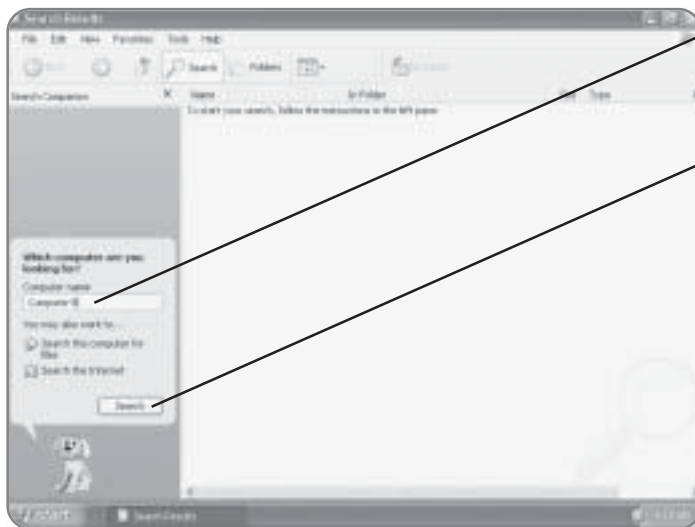 Search Results
File Edit View Favorites Tools Help
Search Folders
Search Companion X Name In Folder Size Type
To start your search, follow the instructions in the left pane.
Which computer are you
looking for?
Computer name
Computer
You may also want to...
Search this computer for
files
Search the Internet
Search
start Search Results